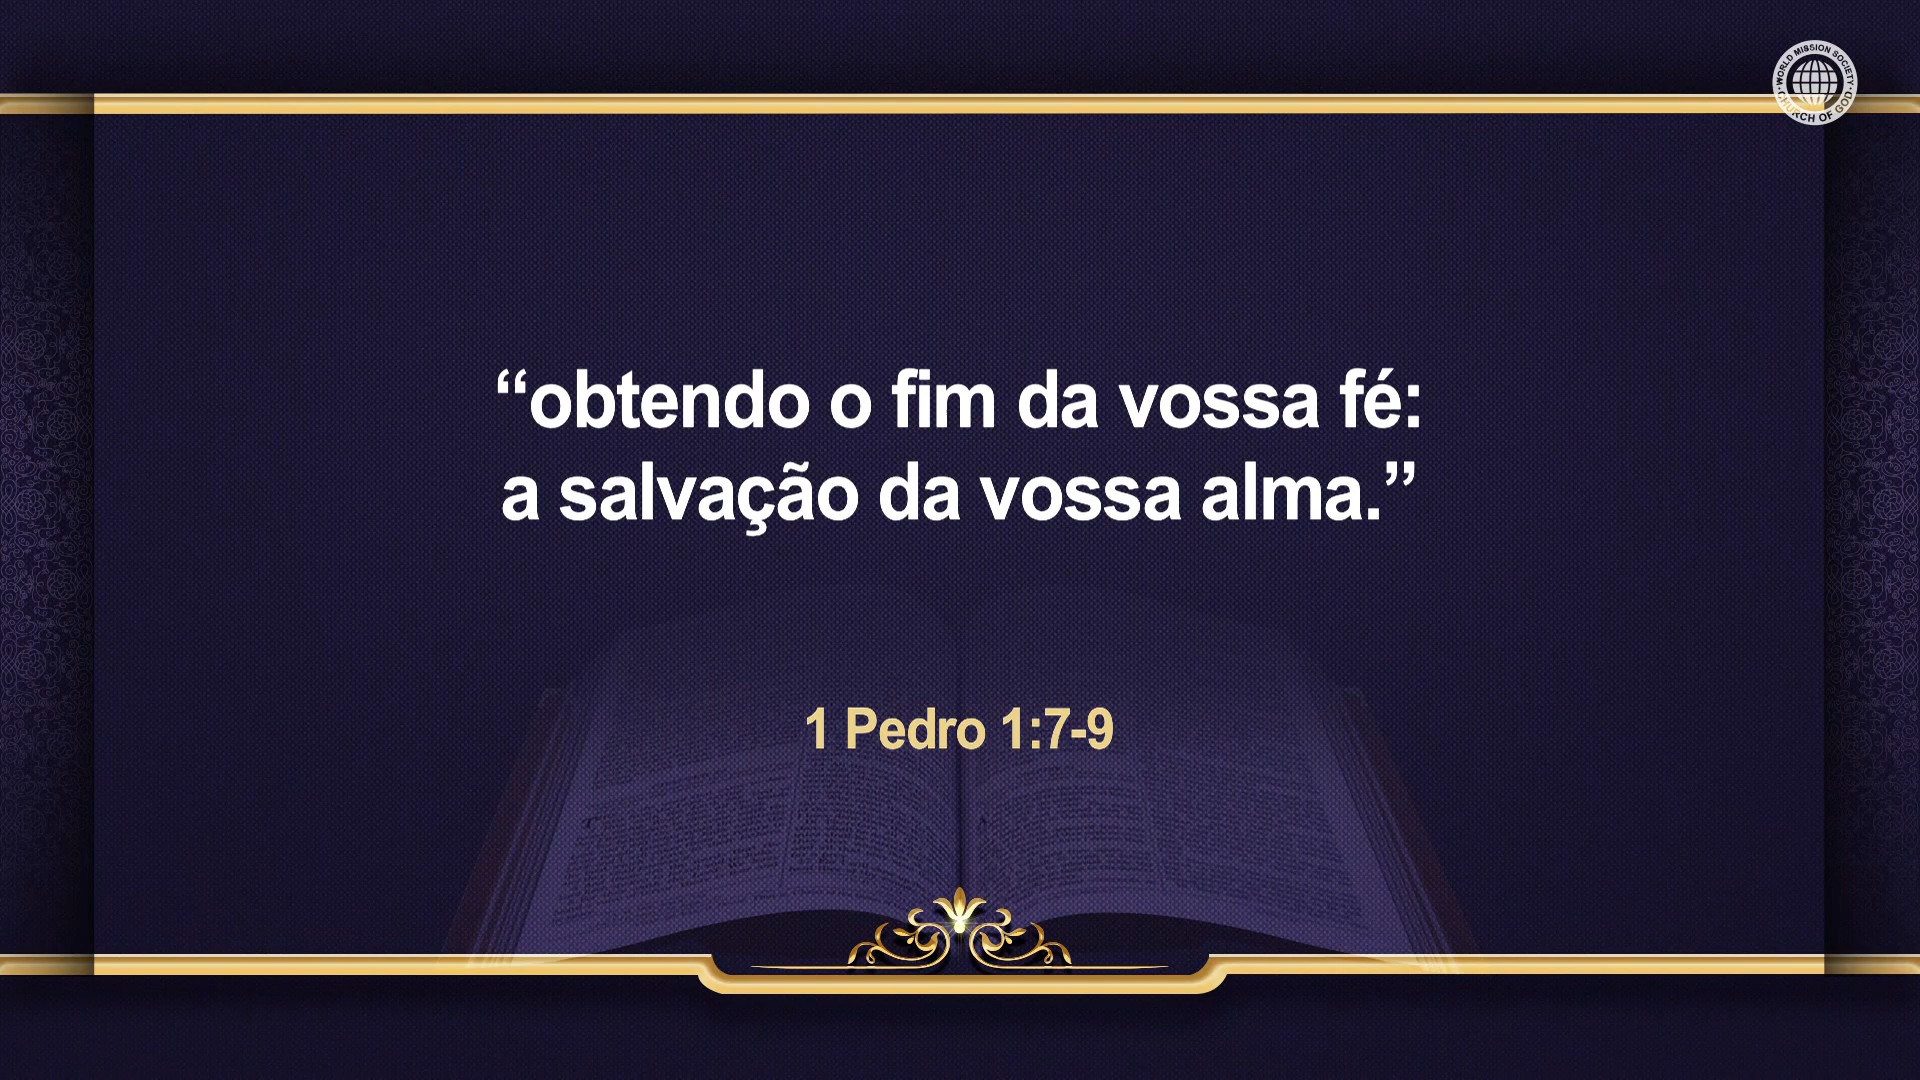 WORLD MISSION SOCIETY
CHURCH OF GOD
“obtendo o fim da vossa fé:
a salvação da vossa alma.”
1 Pedro 1:7-9